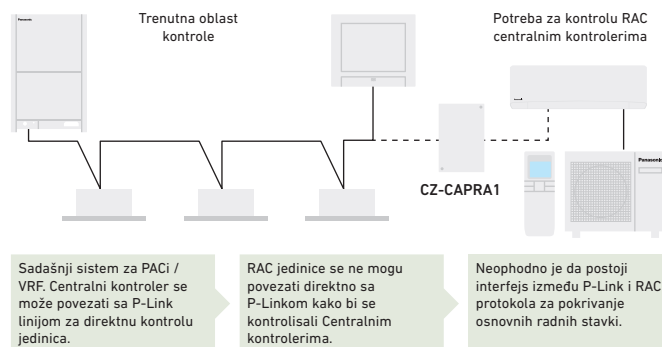 Panasonic
Trenutna oblast
kontrole
Potreba za kontrolu RAC
centralnim kontrolerima
CZ-CAPRA1
Panasonic
Sadašnji sistem za PACi /
VRF. Centralni kontroler se
može povezati sa P-Link
linijom za direktnu kontrolu
jedinica.
RAC jedinice se ne mogu
povezati direktno sa
P-Linkom kako bi se
kontrolisali Centralnim
kontrolerima.
Neophodno je da postoji
interfejs između P-Link i RAC
protokola za pokrivanje
osnovnih radnih stavki.